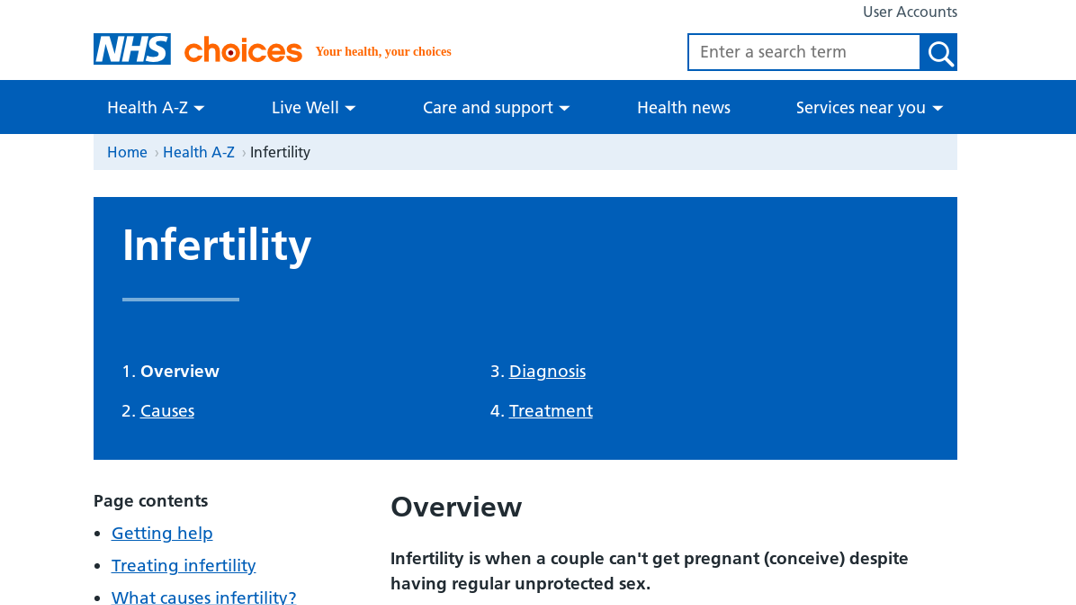 User Accounts
NHS choices Your health, your choices
Enter a search term
Health A-Z Live Well Care and support Health news Services near you
Home › Health A-Z › Infertility
Infertility
1. Overview
2. Causes
3. Diagnosis
4. Treatment
Page contents
• Getting help
• Treating infertility
• What causes infertility?
Overview
Infertility is when a couple can't get pregnant (conceive) despite
having regular unprotected sex.